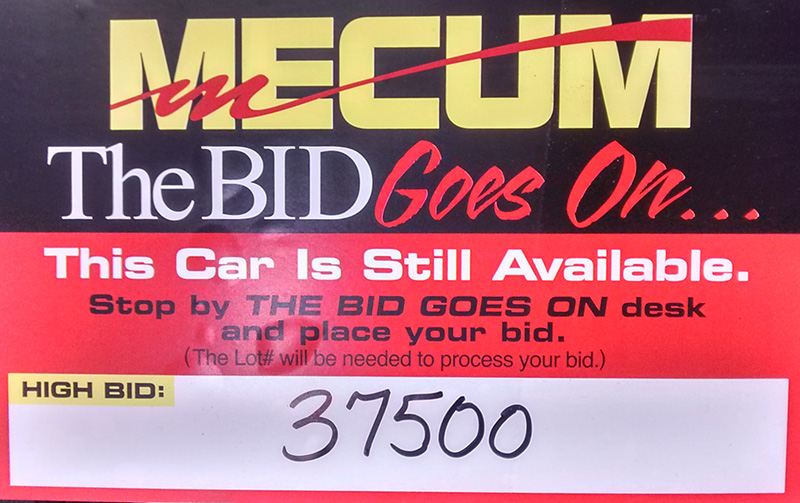 MECUM
The BID Goes On...
This Car Is Still Available.
Stop by THE BID GOES ON desk
and place your bid.
(The Lot# will be needed to process your bid.)
HIGH BID:
37500